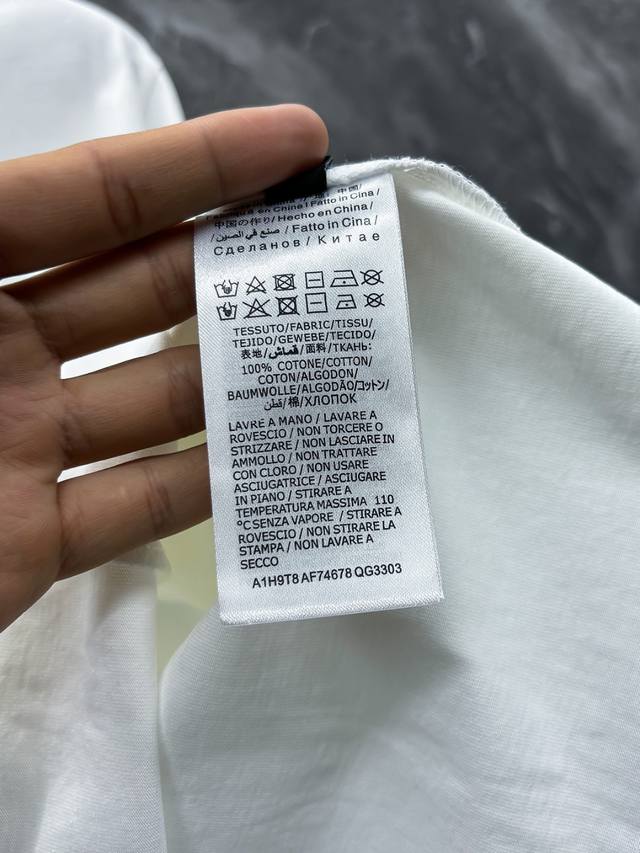 中国
in China / Fatto in Cina /
中国の作り / Hecho en China
/ صنع في الصين / Fatto in Cina
Сделанов / Китае
TESSUTO/FABRIC/TISSU/
TEJIDO/GEWEBE/TECIDO/
表地/قماش/面料/ТКАНЬ:
100% COTONE/COTTON/
COTON/ALGODON/
BAUMWOLLE/ALGODÃO/コットン/
قطن/棉/ХЛОПОК
LAVRE A MANO / LAVARE A
ROVESCIO / NON TORCERE O
STRIZZARE / NON LASCIARE IN
AMMOLLO / NON TRATTARE
CON CLORO / NON USARE
ASCIUGATRICE / ASCIUGARE
IN PIANO / STIRARE A
TEMPERATURA MASSIMA 110
°C SENZA VAPORE / STIRARE A
ROVESCIO / NON STIRARE LA
STAMPA / NON LAVARE A
SECCO
A1H9T8 AF74678 QG3303